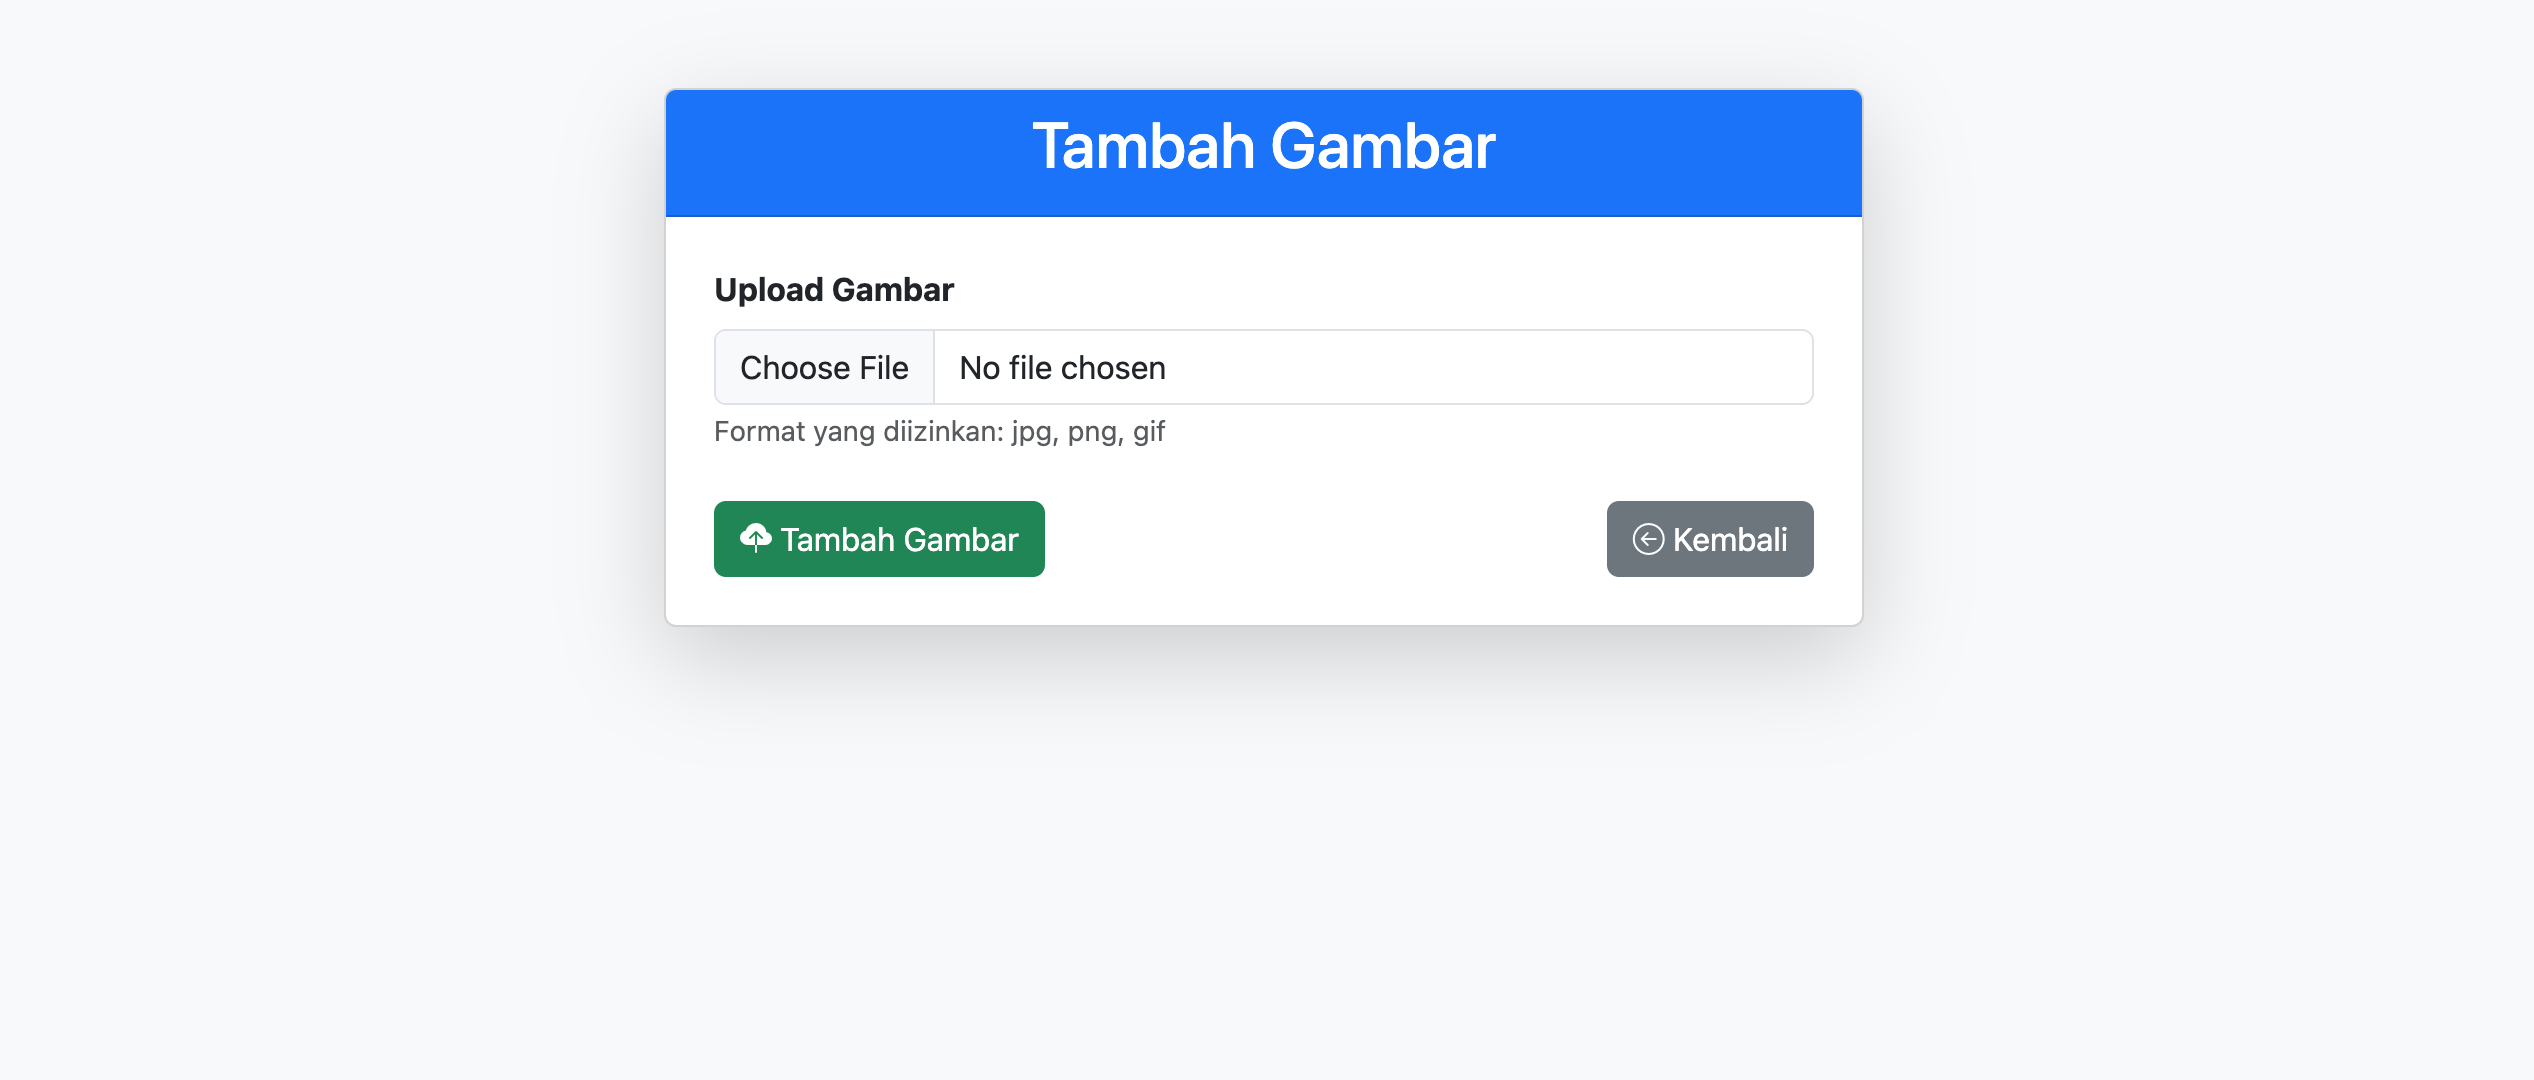 Tambah Gambar
Upload Gambar
Choose File No file chosen
Format yang diizinkan: jpg, png, gif
Tambah Gambar Kembali